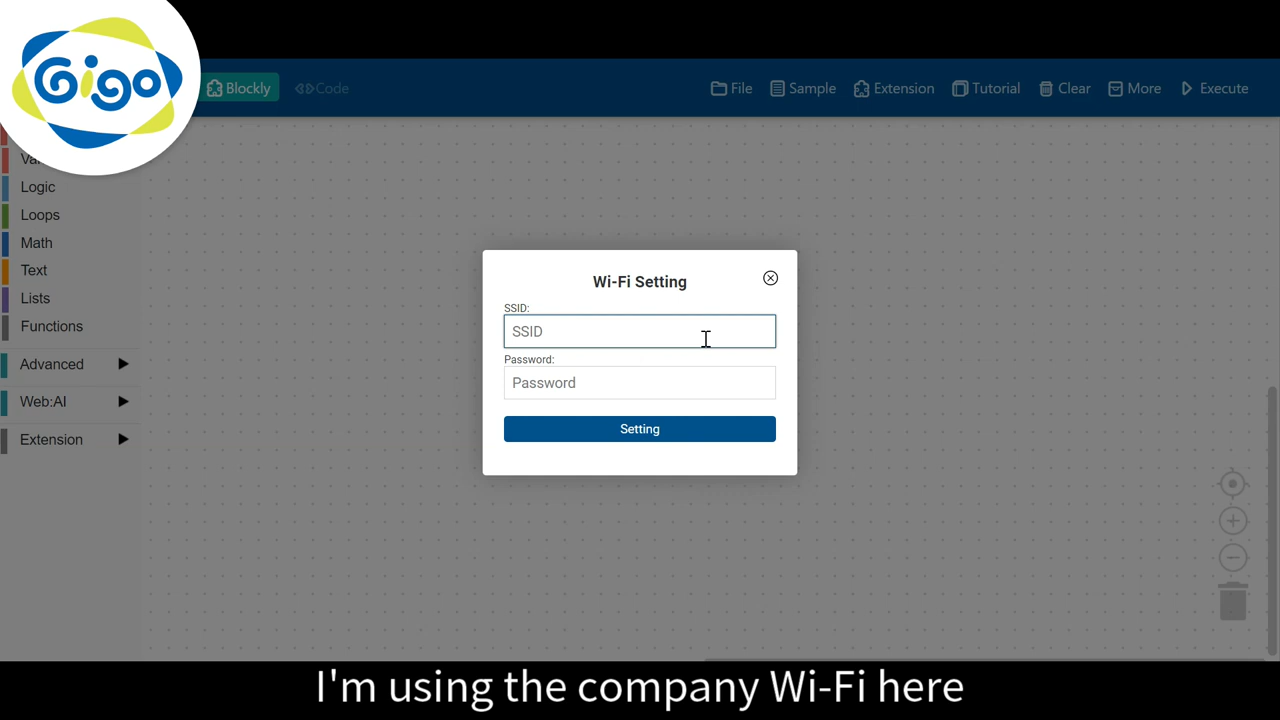 Gigo
Blockly
Code
File
Sample
Extension
Tutorial
Clear
More
Execute
Logic
Loops
Math
Text
Lists
Functions
Advanced
Web:AI
Extension
Wi-Fi Setting
SSID:
SSID
Password:
Password
Setting
I'm using the company Wi-Fi here